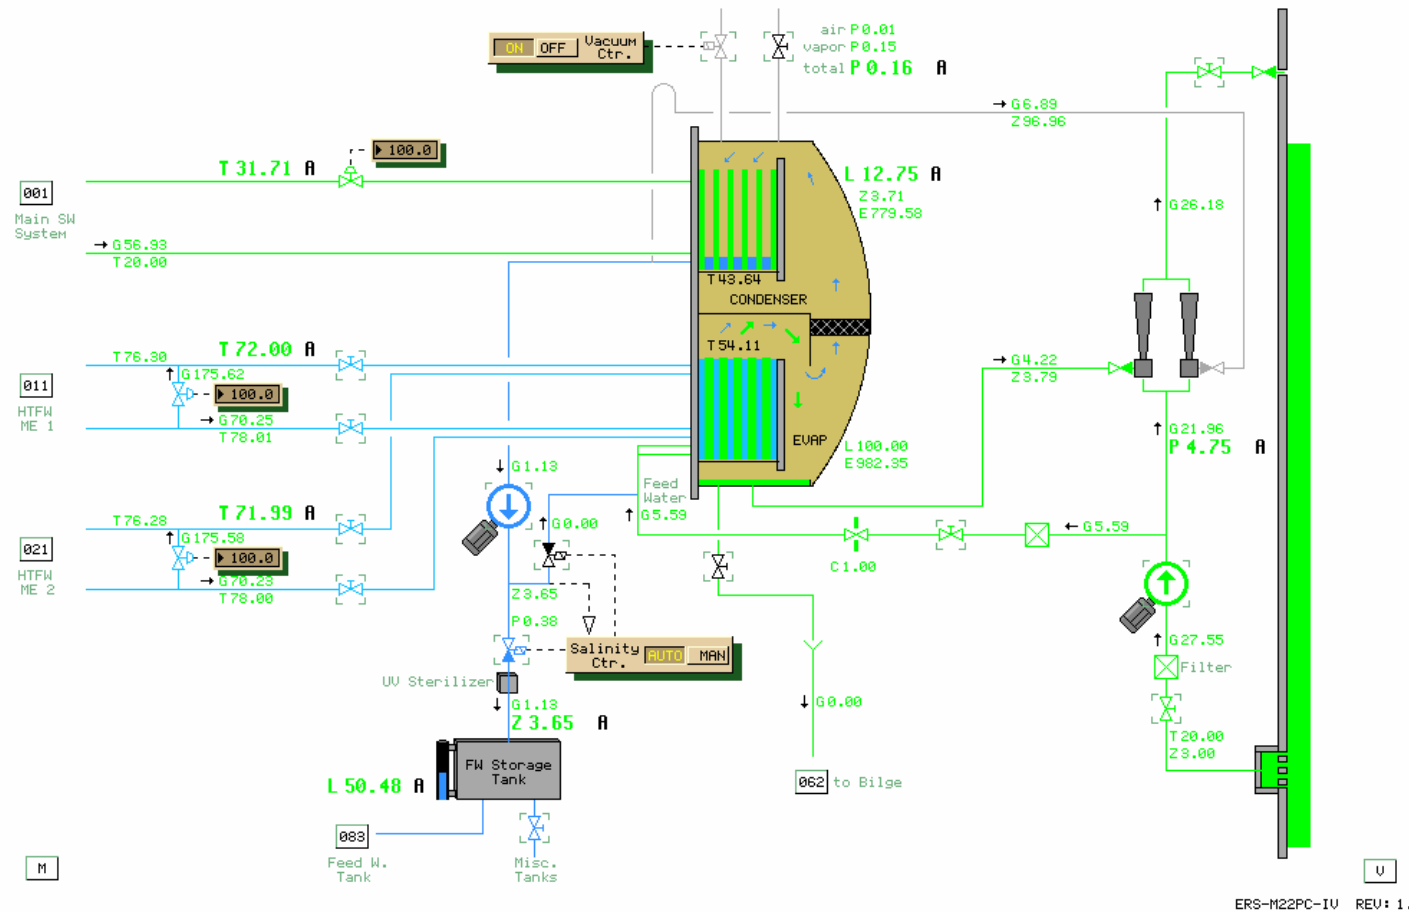 ON OFF Vacuum Ctr.
air P 0.01
vapor P 0.15
total P 0.16 A
G 6.89
Z 96.96
100.0
T 31.71 A
001
Main SW
System
G 56.93
T 20.00
L 12.75 A
Z 3.71
E 779.58
G 26.18
T 43.64
CONDENSER
T 54.11
T 76.30
T 72.00 A
G 175.62
011
100.0
HTFW
ME 1
G 70.25
T 78.01
G 4.22
Z 3.79
EVAP
L 100.00
E 982.35
G 21.96
P 4.75 A
G 1.13
Feed
Water
G 5.59
T 76.28
T 71.99 A
G 175.58
021
100.0
HTFW
ME 2
G 70.23
T 78.00
G 0.00
G 5.59
C 1.00
Z 3.65
P 0.38
Salinity
Ctr.
AUTO MAN
G 27.55
Filter
UV Sterilizer
G 1.13
Z 3.65 A
G 0.00
T 20.00
Z 3.00
FW Storage
Tank
L 50.48 A
062 to Bilge
083
Feed W.
Tank
Misc.
Tanks
M
V
ERS-M22PC-IV REV: 1.